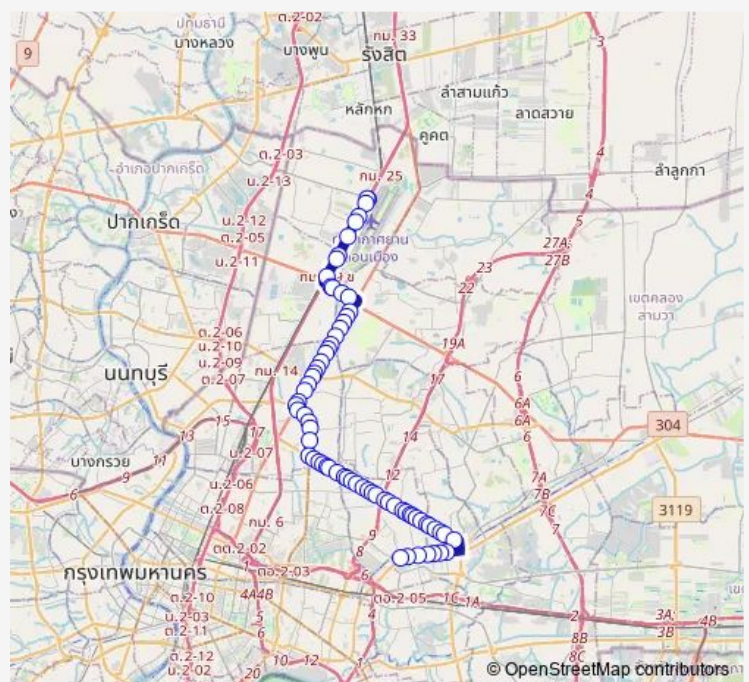 ต.2-02
กม. 33
3
ปทุมธานี
บางหลวง
บางพูน
รังสิต
9
ลำสามแก้ว
หลักหก
ลาดสวาย
คูคต
4
ต.2-03
อำเภอปากเกร็ด
น.2-13
กม. 25
4
ลำลูกกา
5
ปากเกร็ด
น.2-12
ต.2-05
น.2-11
27A
27B
23
22
เขตคลอง
สามวา
ต.2-06
น.2-10
น.2-09
ต.2-07
19A
นนทบุรี
กม. 14
17
6
6A
6A
6
304
15
17
13
11
9
6
บางกรวย
14
น.2-07
12
7A
7B
7C
7
น.2-06
ต.2-08
กม. 6
3119
9
8
6
ดต.2-02
กรุงเทพมหานคร
ตอ.2-03
4A4B
ตอ.2-05
1C
1A
2
3A
3B
4B
ต.2-10
น.2-03
ต.2-11
5
6
4
1
8B
8C
ต.2-12
น.2-02
20
10
12
© OpenStreetMap contributors